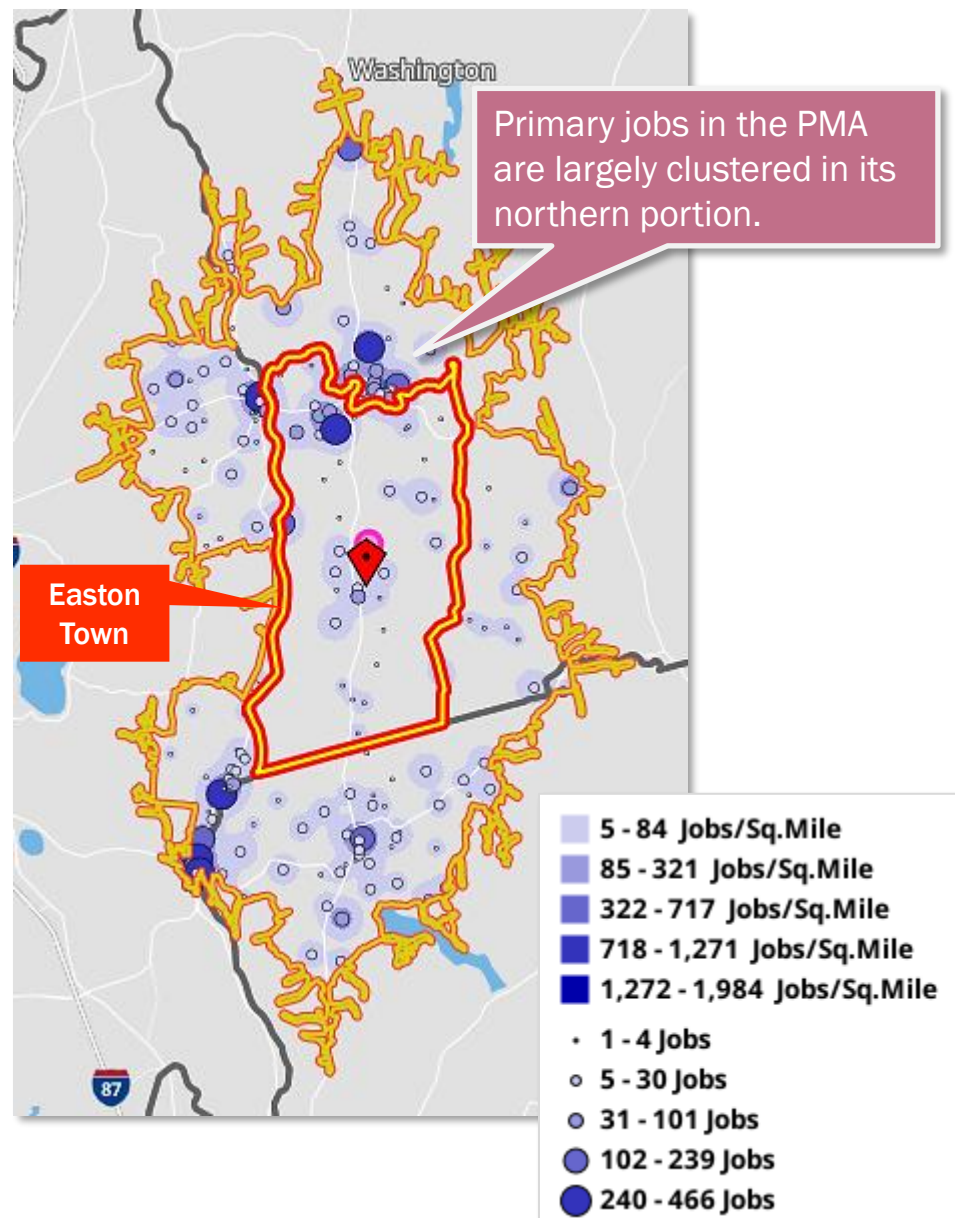 Washington
Primary jobs in the PMA
are largely clustered in its
northern portion.
Easton
Town
87
5 - 84 Jobs/Sq.Mile
85 - 321 Jobs/Sq.Mile
322 - 717 Jobs/Sq.Mile
718 - 1,271 Jobs/Sq.Mile
1,272 - 1,984 Jobs/Sq.Mile
1 - 4 Jobs
5 - 30 Jobs
31 - 101 Jobs
102 - 239 Jobs
240 - 466 Jobs